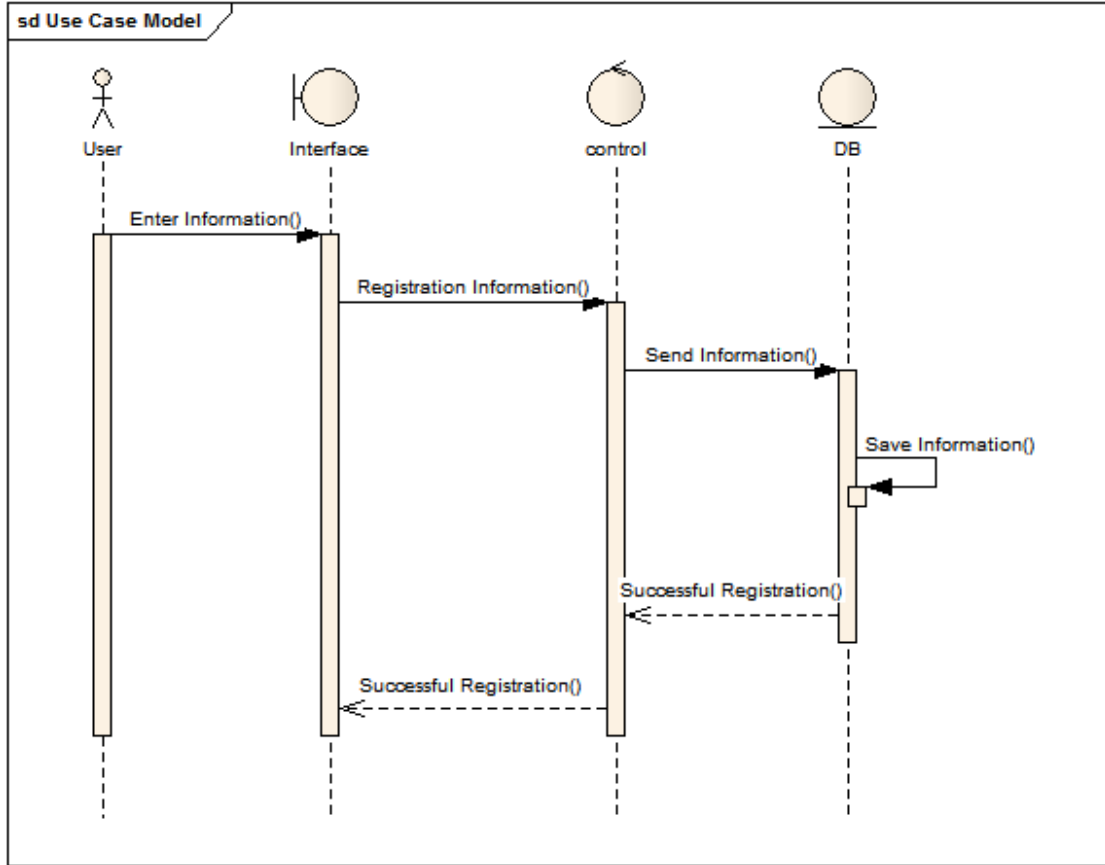 sd Use Case Model
User
Interface
control
DB
Enter Information()
Registration Information()
Send Information()
Save Information()
Successful Registration()
Successful Registration()